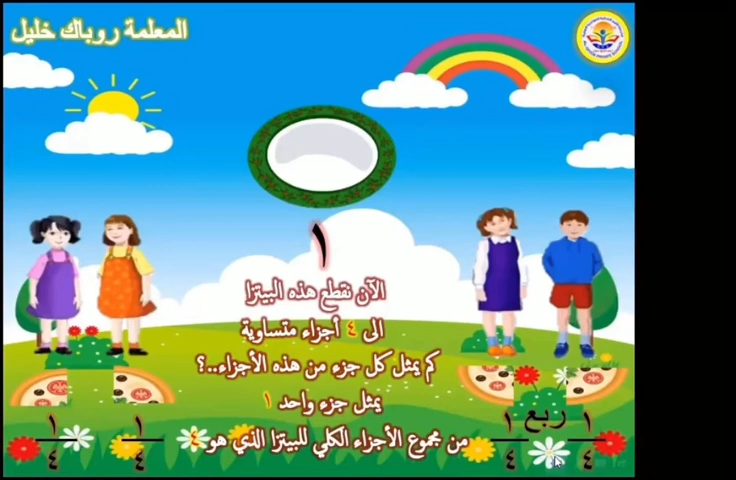 المعلمة روباك خليل
١
الآن نقطع هذه البيتزا
الى ٤ أجزاء متساوية
كم يمثل كل جزء من هذه الأجزاء..؟
يمثل جزء واحد ١
من مجموع الأجزاء الكلي للبيتزا الذي هو ٤
١ ربع ١
٤ ٤
١ ١
٤ ٤